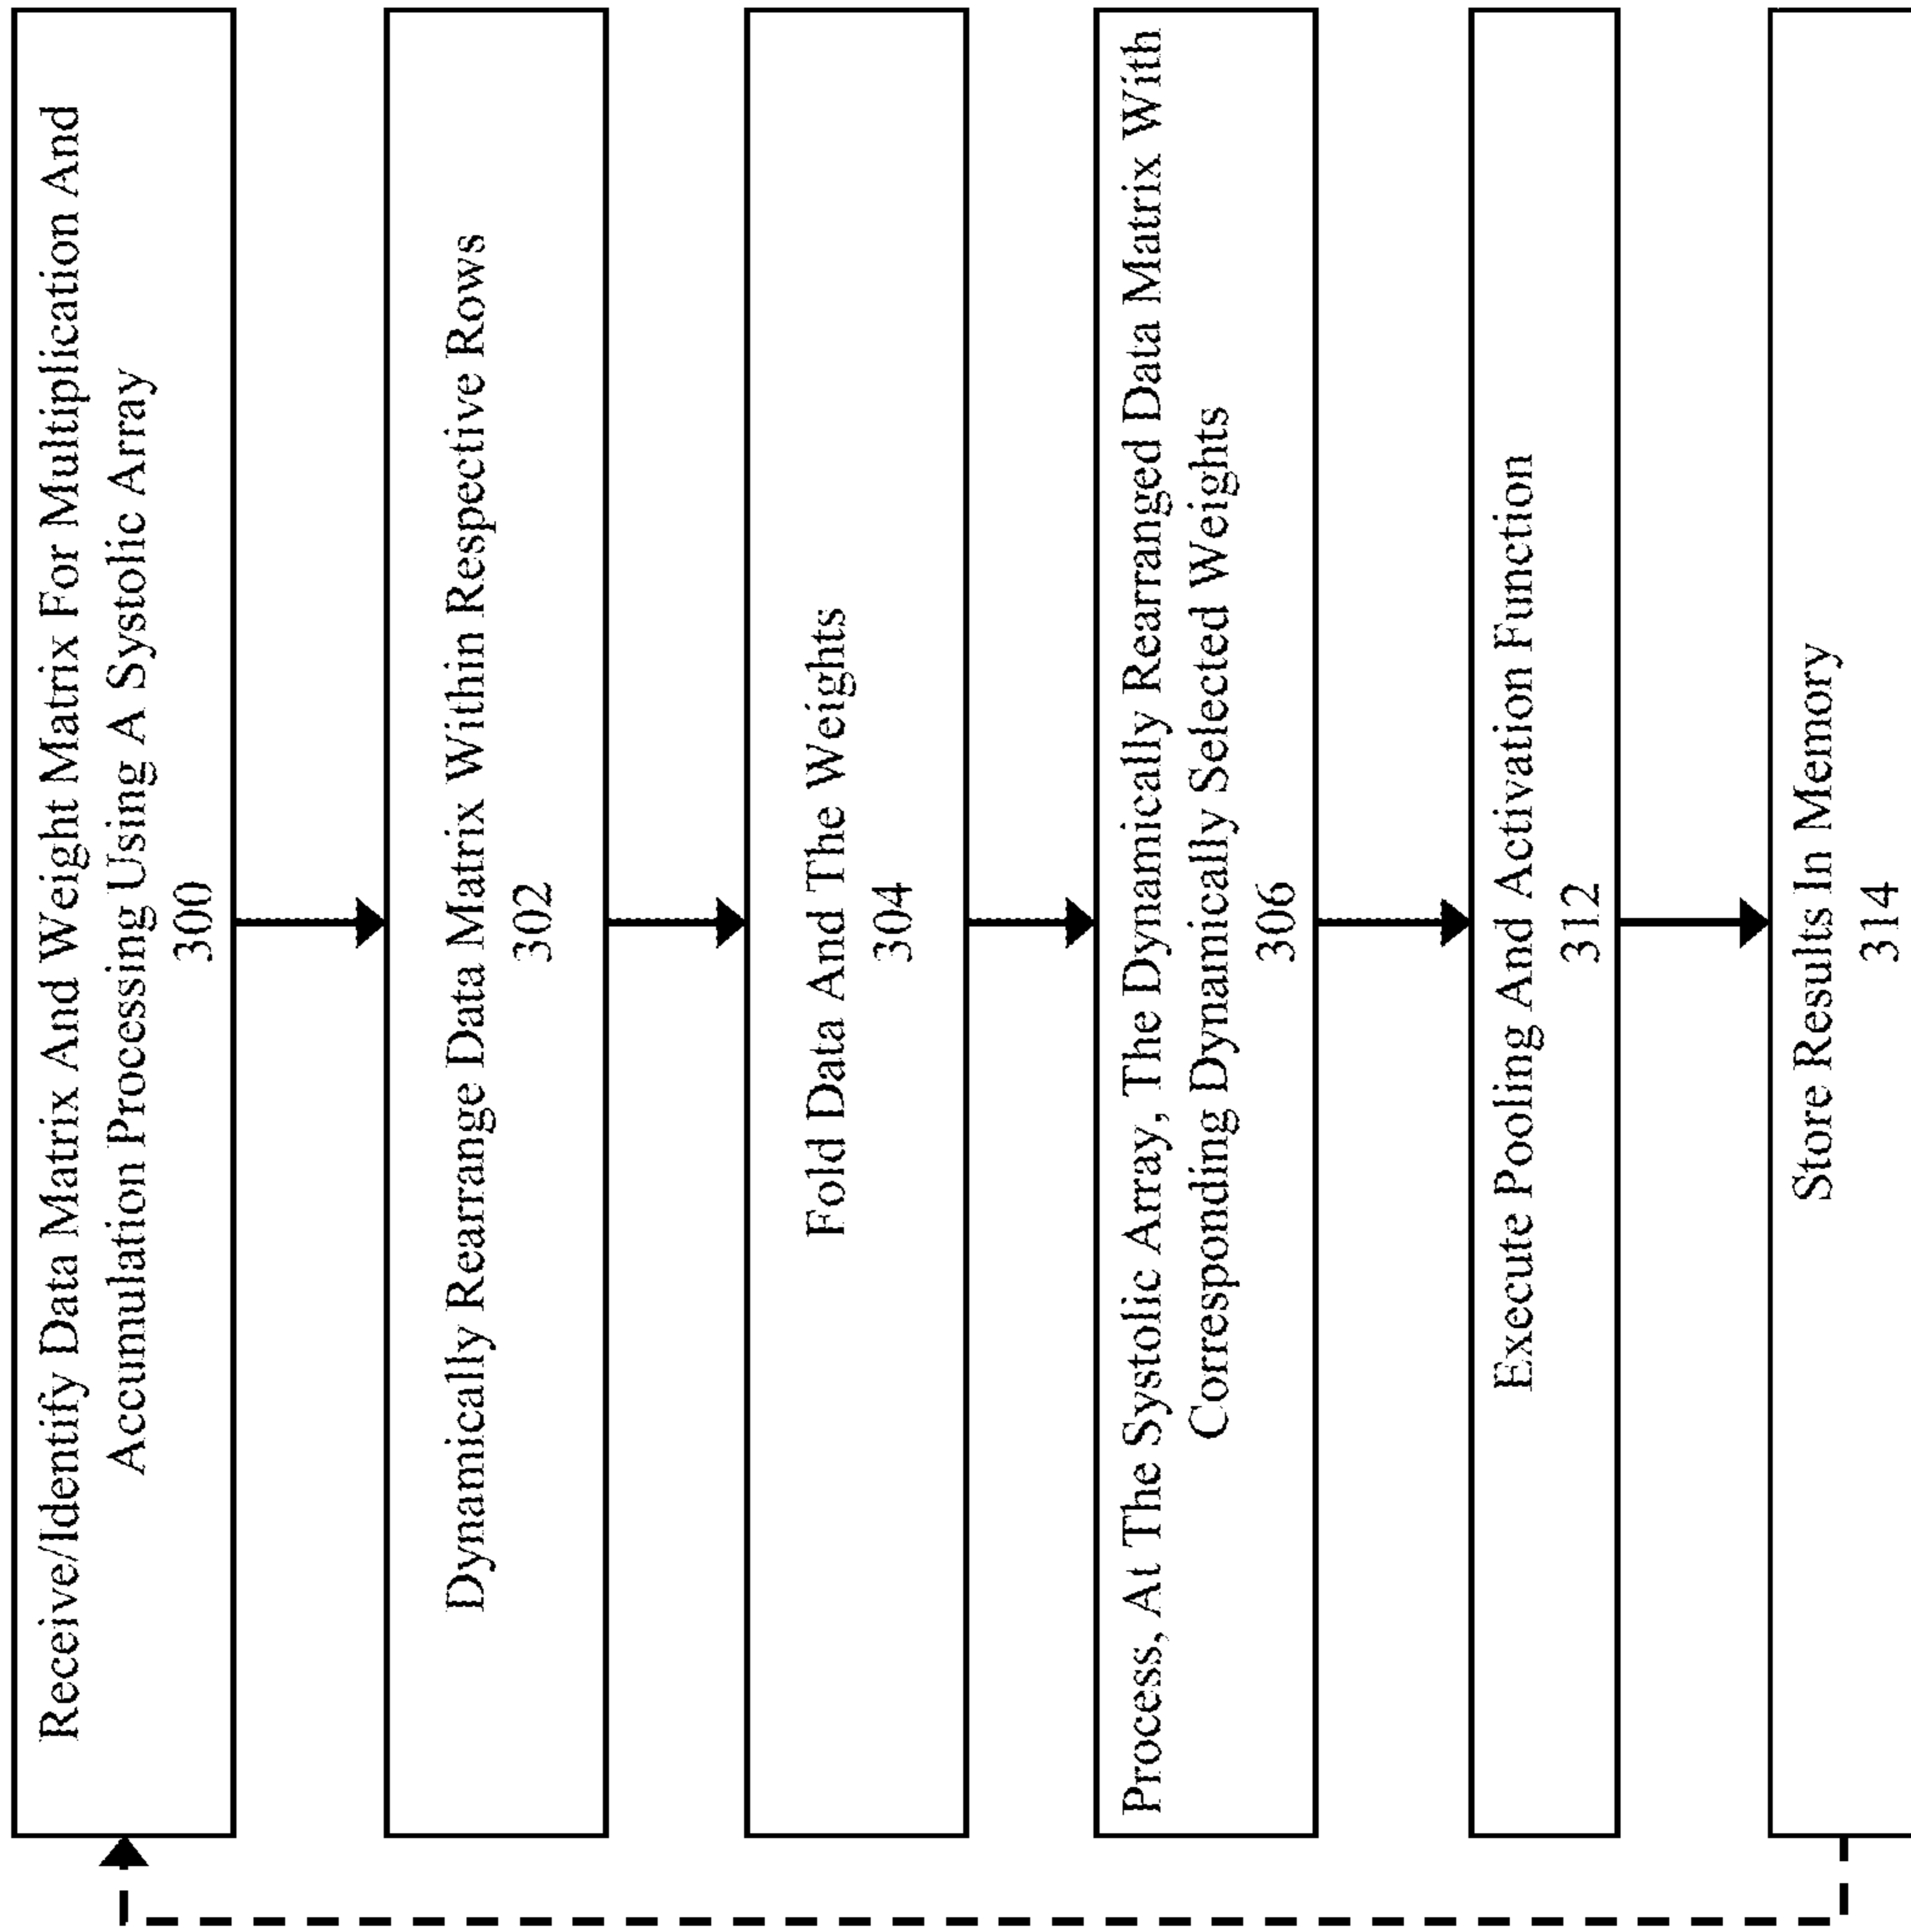 Receive/Identify Data Matrix And Weight Matrix For Multiplication And
Accumulation Processing Using A Systolic Array
300
Dynamically Rearrange Data Matrix Within Respective Rows
302
Fold Data And The Weights
304
Process, At The Systolic Array, The Dynamically Rearranged Data Matrix With
Corresponding Dynamically Selected Weights
306
Execute Pooling And Activation Function
312
Store Results In Memory
314